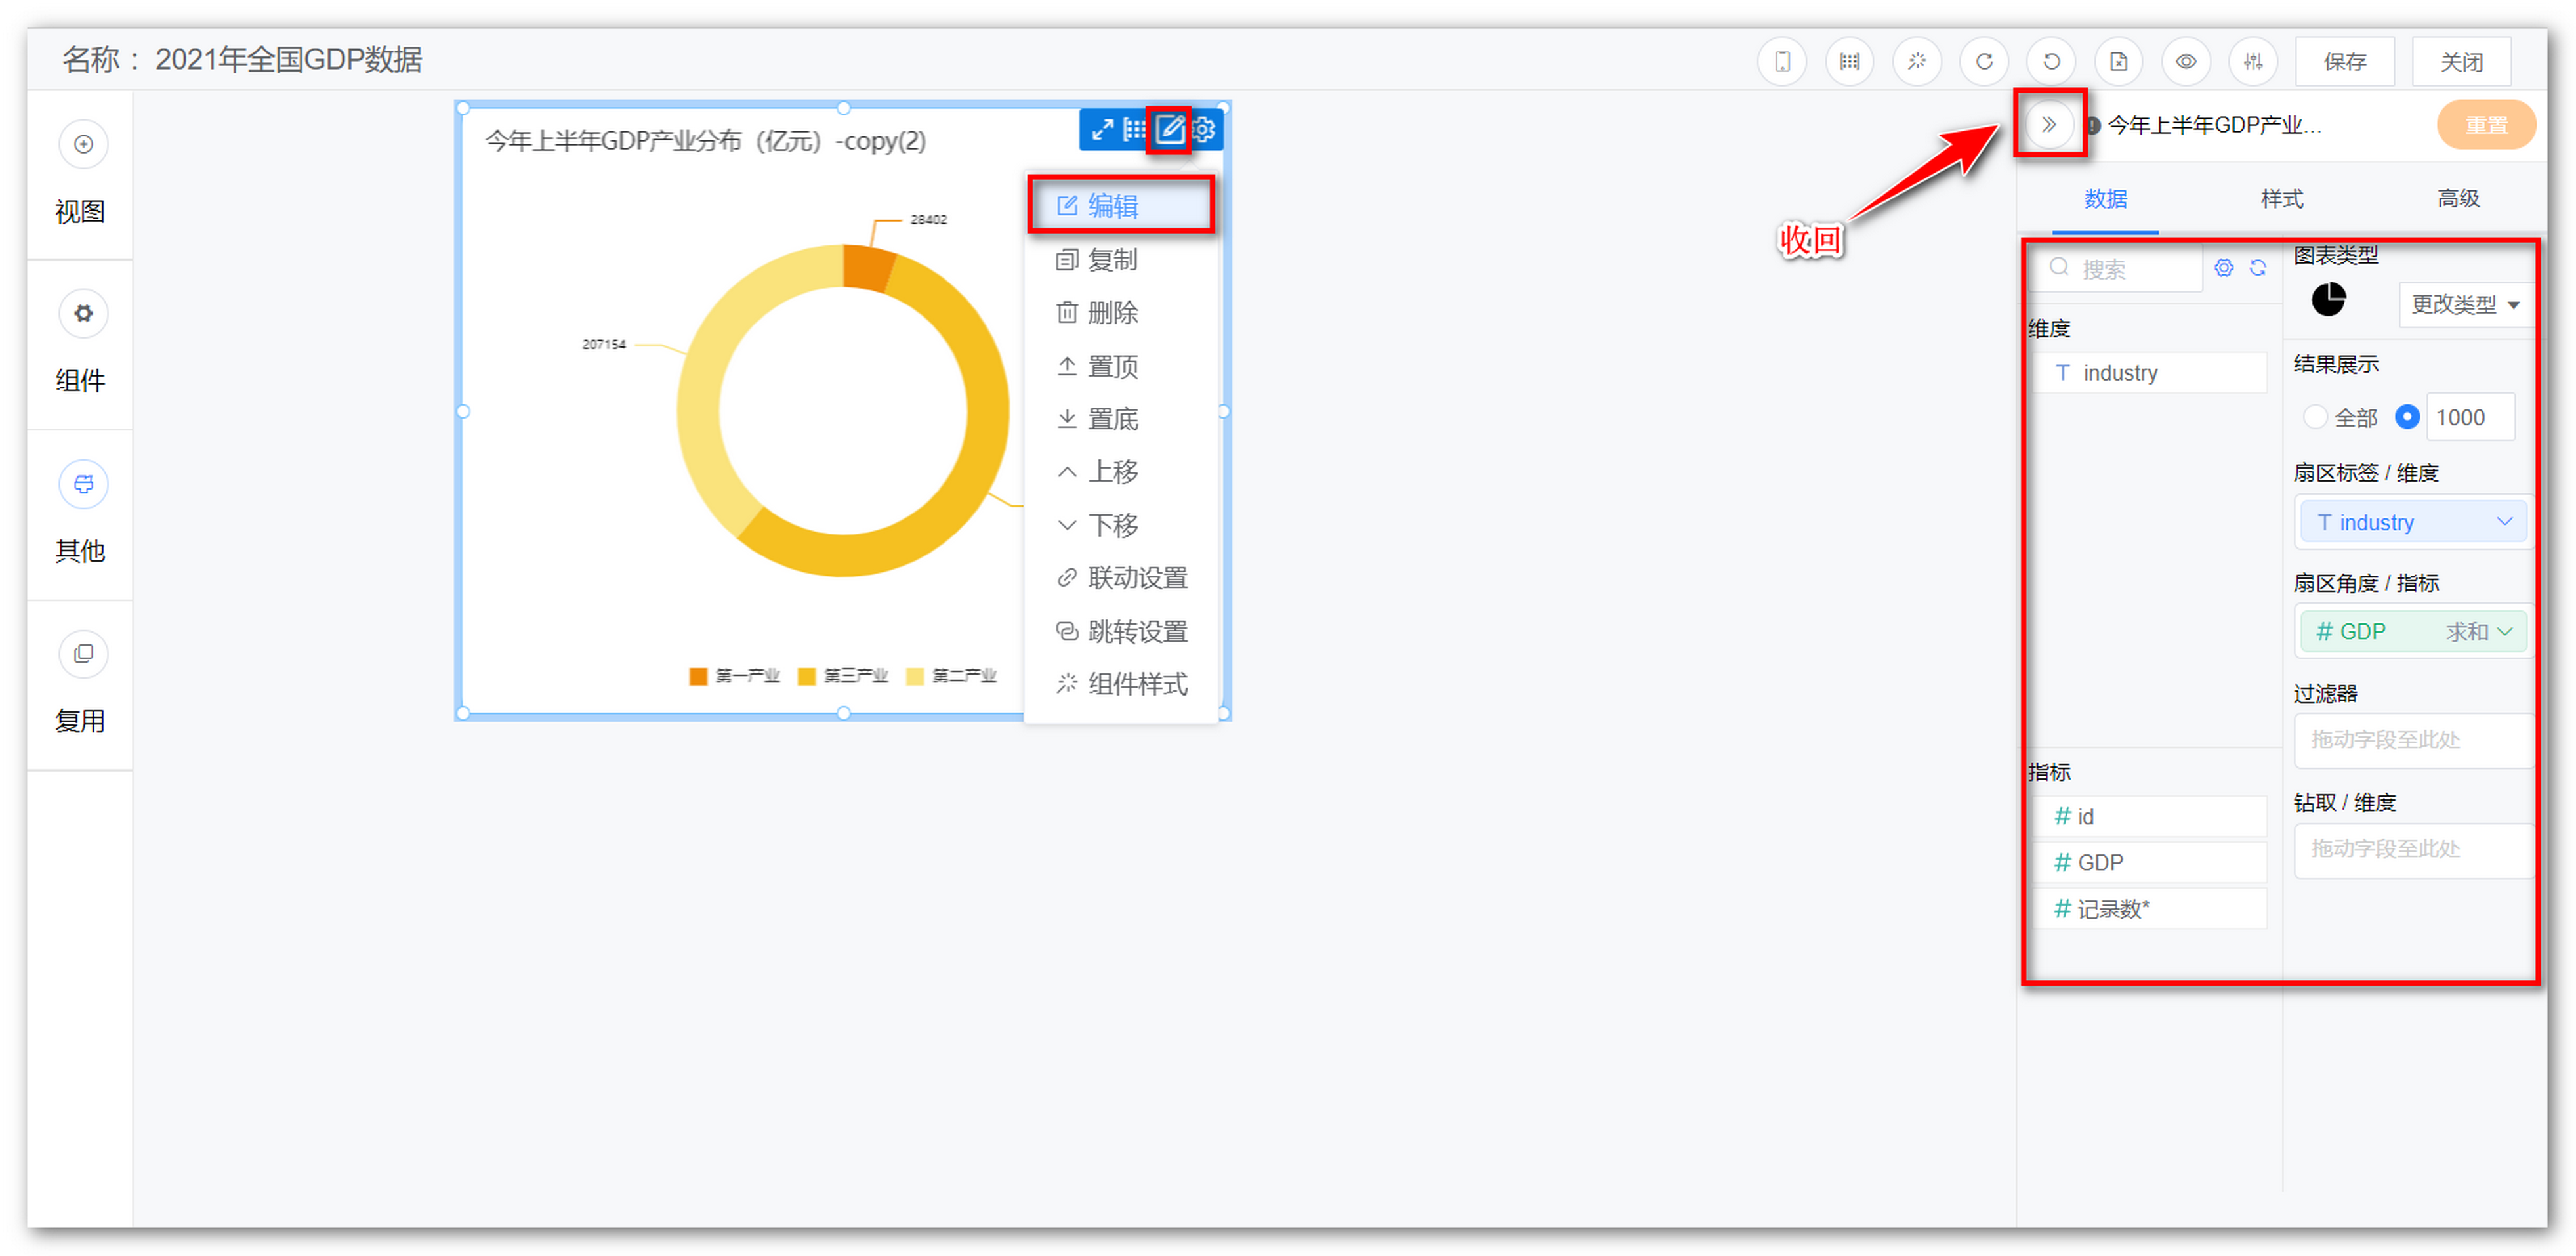 名称： 2021年全国GDP数据
保存
关闭
视图
组件
其他
复用
今年上半年GDP产业分布（亿元）-copy(2)
28402
207154
第一产业
第三产业
第二产业
编辑
复制
删除
置顶
置底
上移
下移
联动设置
跳转设置
组件样式
收回
今年上半年GDP产业...
重置
数据
样式
高级
搜索
维度
T industry
指标
# id
# GDP
# 记录数*
图表类型
更改类型
结果展示
全部
1000
扇区标签 / 维度
T industry
扇区角度 / 指标
# GDP 求和
过滤器
拖动字段至此处
钻取 / 维度
拖动字段至此处